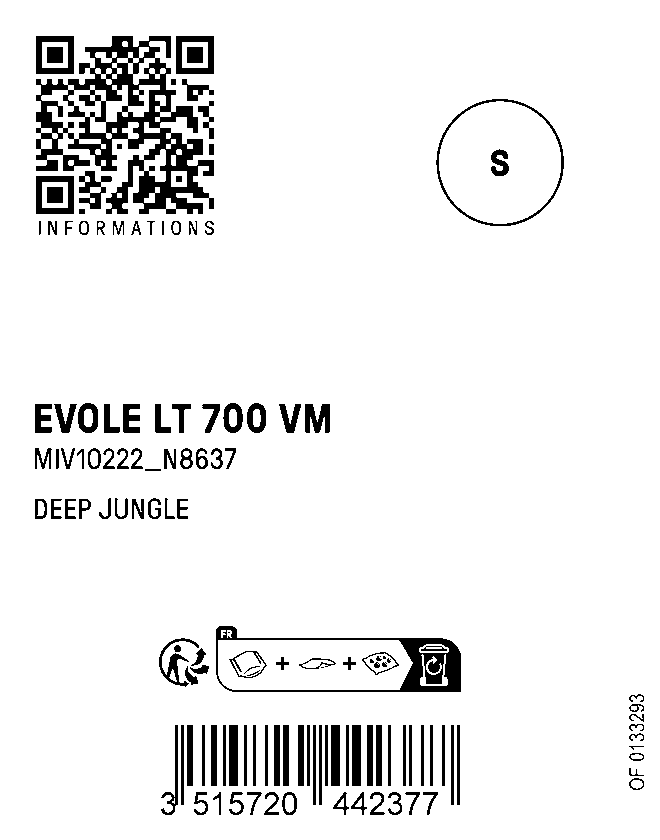 INFORMATIONS
S
EVOLE LT 700 VM
MIV10222_N8637
DEEP JUNGLE
FR
+ +
3 515720 442377
OF 0133293